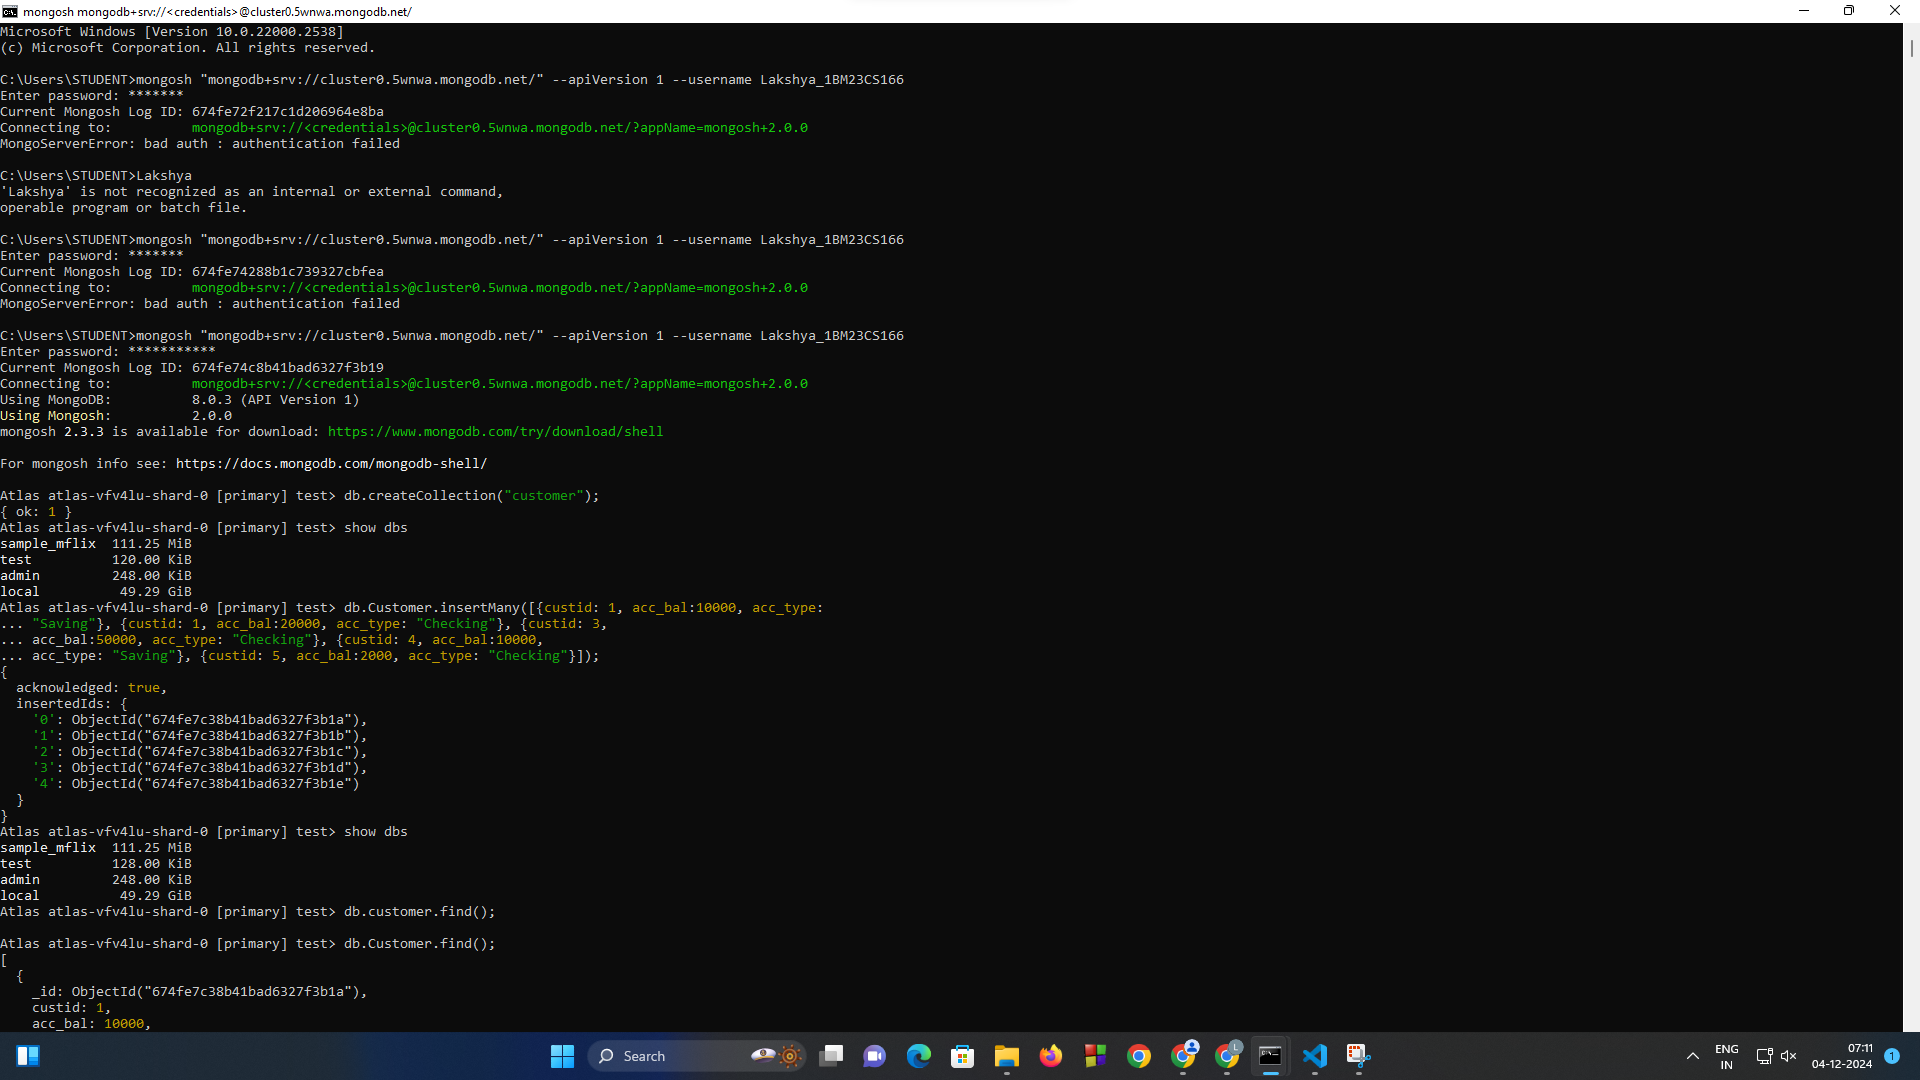 mongosh mongodb+srv://<credentials>@cluster0.5wnwa.mongodb.net/
Microsoft Windows [Version 10.0.22000.2538]
(c) Microsoft Corporation. All rights reserved.
C:\Users\STUDENT>mongosh "mongodb+srv://cluster0.5wnwa.mongodb.net/" --apiVersion 1 --username Lakshya_1BM23CS166
Enter password: *******
Current Mongosh Log ID: 674fe72f217c1d206964e8ba
Connecting to:          mongodb+srv://<credentials>@cluster0.5wnwa.mongodb.net/?appName=mongosh+2.0.0
MongoServerError: bad auth : authentication failed
C:\Users\STUDENT>Lakshya
'Lakshya' is not recognized as an internal or external command,
operable program or batch file.
C:\Users\STUDENT>mongosh "mongodb+srv://cluster0.5wnwa.mongodb.net/" --apiVersion 1 --username Lakshya_1BM23CS166
Enter password: *******
Current Mongosh Log ID: 674fe74288b1c739327cbfea
Connecting to:          mongodb+srv://<credentials>@cluster0.5wnwa.mongodb.net/?appName=mongosh+2.0.0
MongoServerError: bad auth : authentication failed
C:\Users\STUDENT>mongosh "mongodb+srv://cluster0.5wnwa.mongodb.net/" --apiVersion 1 --username Lakshya_1BM23CS166
Enter password: ***********
Current Mongosh Log ID: 674fe74c8b41bad6327f3b19
Connecting to:          mongodb+srv://<credentials>@cluster0.5wnwa.mongodb.net/?appName=mongosh+2.0.0
Using MongoDB:          8.0.3 (API Version 1)
Using Mongosh:          2.0.0
mongosh 2.3.3 is available for download: https://www.mongodb.com/try/download/shell
For mongosh info see: https://docs.mongodb.com/mongodb-shell/
Atlas atlas-vfv4lu-shard-0 [primary] test> db.createCollection("customer");
{ ok: 1 }
Atlas atlas-vfv4lu-shard-0 [primary] test> show dbs
sample_mflix  111.25 MiB
test          120.00 KiB
admin         248.00 KiB
local          49.29 GiB
Atlas atlas-vfv4lu-shard-0 [primary] test> db.Customer.insertMany([{custid: 1, acc_bal:10000, acc_type:
... "Saving"}, {custid: 1, acc_bal:20000, acc_type: "Checking"}, {custid: 3,
... acc_bal:50000, acc_type: "Checking"}, {custid: 4, acc_bal:10000,
... acc_type: "Saving"}, {custid: 5, acc_bal:2000, acc_type: "Checking"}]);
{
  acknowledged: true,
  insertedIds: {
    '0': ObjectId("674fe7c38b41bad6327f3b1a"),
    '1': ObjectId("674fe7c38b41bad6327f3b1b"),
    '2': ObjectId("674fe7c38b41bad6327f3b1c"),
    '3': ObjectId("674fe7c38b41bad6327f3b1d"),
    '4': ObjectId("674fe7c38b41bad6327f3b1e")
  }
}
Atlas atlas-vfv4lu-shard-0 [primary] test> show dbs
sample_mflix  111.25 MiB
test          128.00 KiB
admin         248.00 KiB
local          49.29 GiB
Atlas atlas-vfv4lu-shard-0 [primary] test> db.customer.find();
Atlas atlas-vfv4lu-shard-0 [primary] test> db.Customer.find();
[
  {
    _id: ObjectId("674fe7c38b41bad6327f3b1a"),
    custid: 1,
    acc_bal: 10000,
Search
L
ENG
IN
07:11
04-12-2024
1